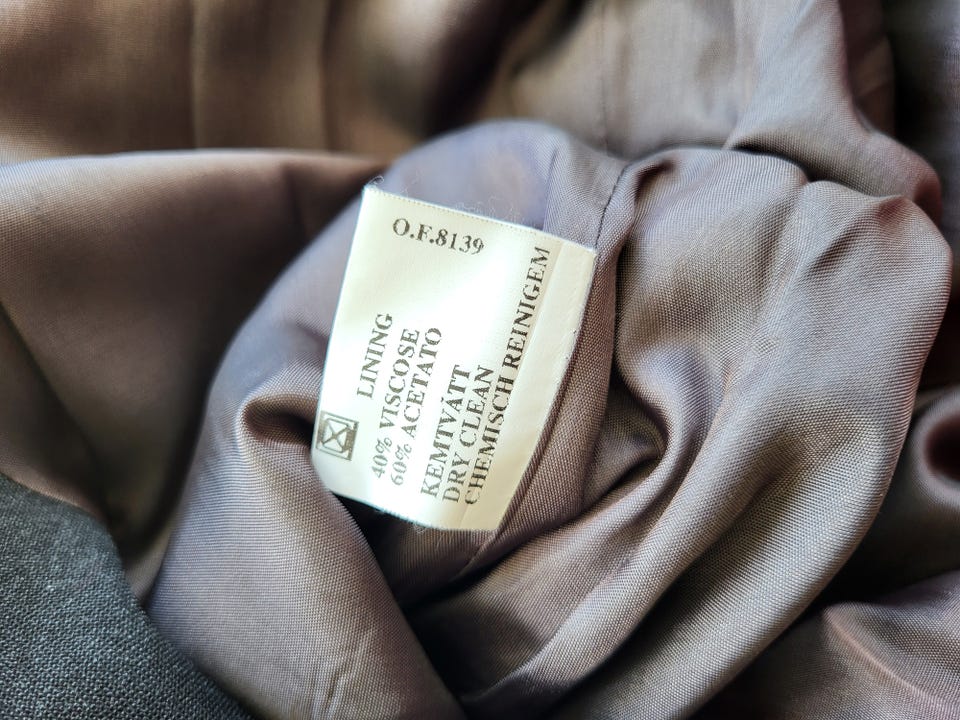 O.F.8139
LINING
40% VISCOSE
60% ACETATO
KEMTVÄTT
DRY CLEAN
CHEMISCH REINIGEM